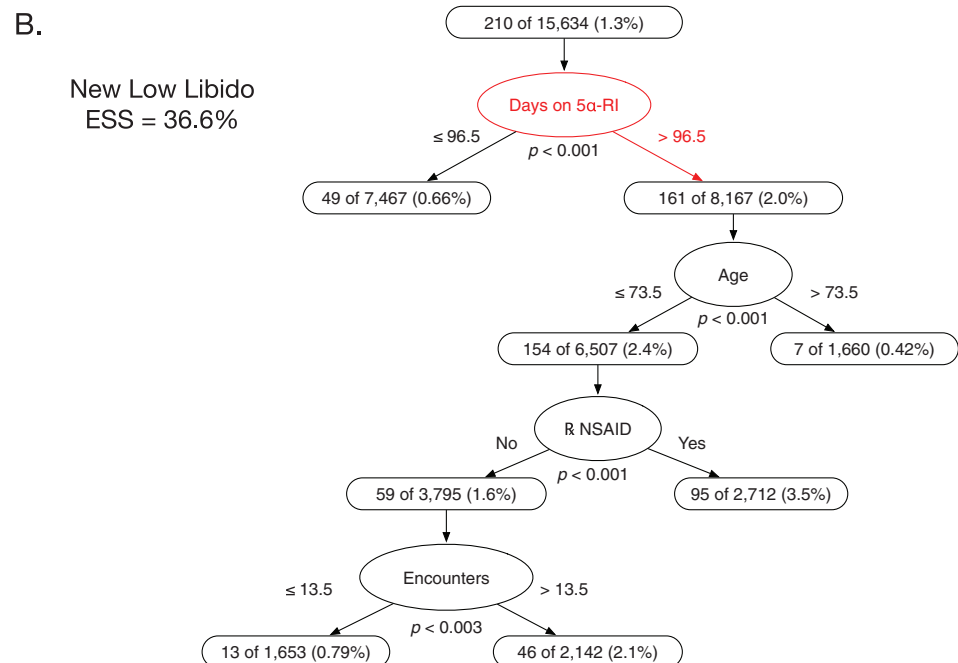 B.
210 of 15,634 (1.3%)
New Low Libido
ESS = 36.6%
Days on 5α-RI
≤ 96.5
p < 0.001
> 96.5
49 of 7,467 (0.66%)
161 of 8,167 (2.0%)
Age
≤ 73.5
p < 0.001
> 73.5
154 of 6,507 (2.4%)
7 of 1,660 (0.42%)
℞ NSAID
No
p < 0.001
Yes
59 of 3,795 (1.6%)
95 of 2,712 (3.5%)
Encounters
≤ 13.5
p < 0.003
> 13.5
13 of 1,653 (0.79%)
46 of 2,142 (2.1%)